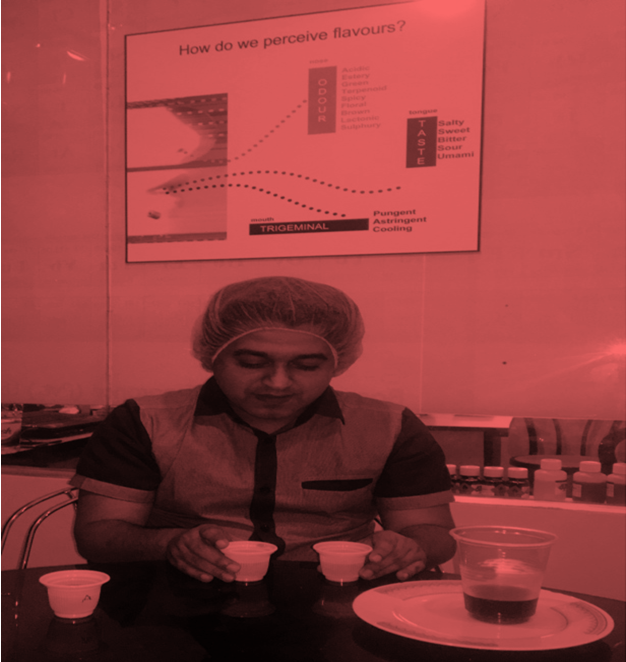 How do we perceive flavours?
nose
ODOUR
Acidic
Estery
Green
Terpenoid
Spicy
Floral
Brown
Lactonic
Sulphury
tongue
TASTE
Salty
Sweet
Bitter
Sour
Umami
mouth
TRIGEMINAL
Pungent
Astringent
Cooling